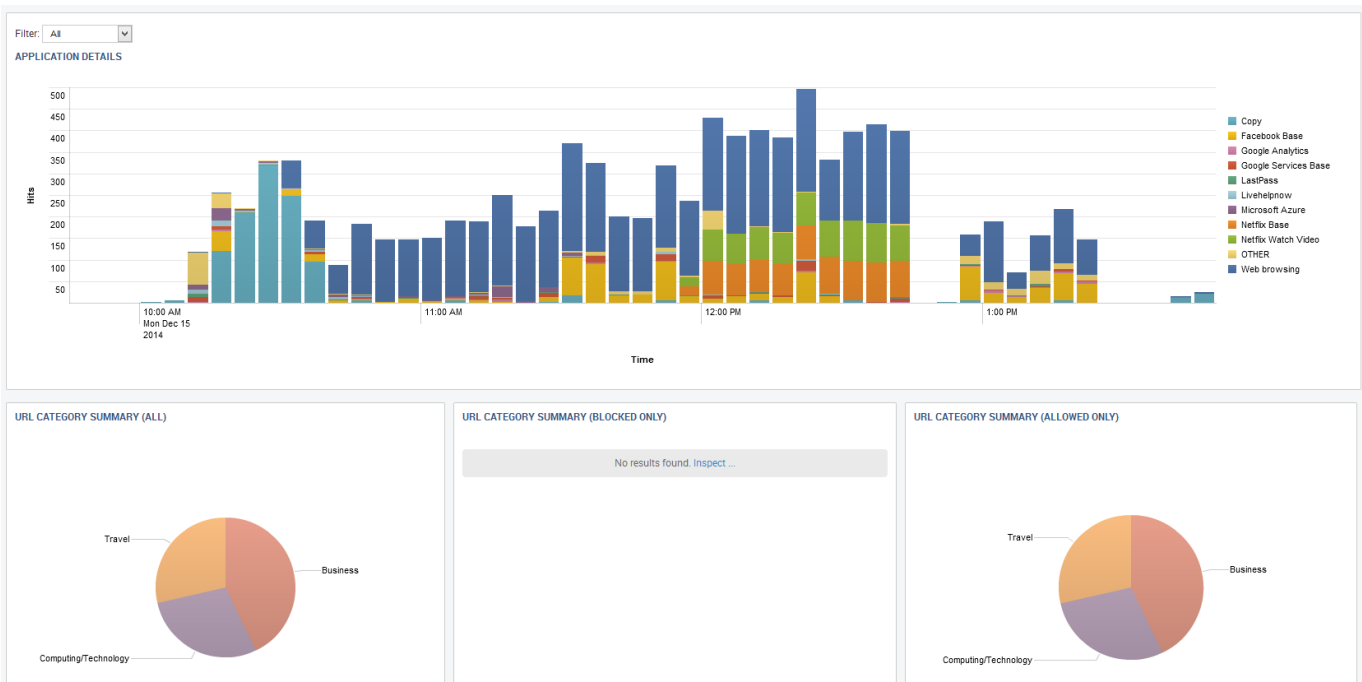 Filter: All
APPLICATION DETAILS
500
450
400
350
300
250
200
150
100
50
Hits
10:00 AM
Mon Dec 15
2014
11:00 AM
12:00 PM
1:00 PM
Time
Copy
Facebook Base
Google Analytics
Google Services Base
LastPass
Livehelpnow
Microsoft Azure
Netflix Base
Netflix Watch Video
OTHER
Web browsing
URL CATEGORY SUMMARY (ALL)
Travel
Business
Computing/Technology
URL CATEGORY SUMMARY (BLOCKED ONLY)
No results found. Inspect ...
URL CATEGORY SUMMARY (ALLOWED ONLY)
Travel
Business
Computing/Technology